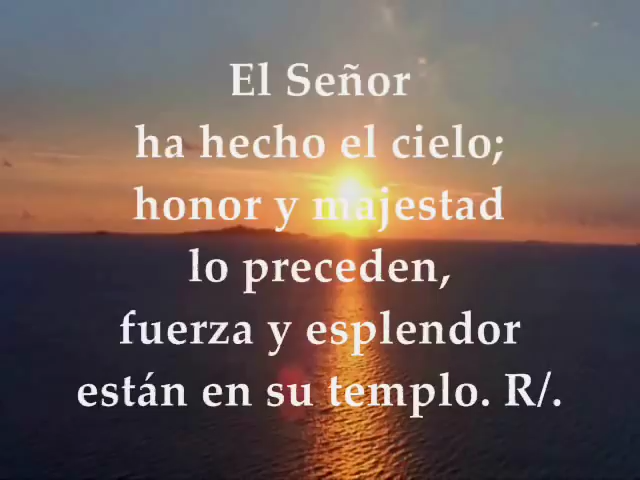 El Señor
ha hecho el cielo;
honor y majestad
lo preceden,
fuerza y esplendor
están en su templo. R/.